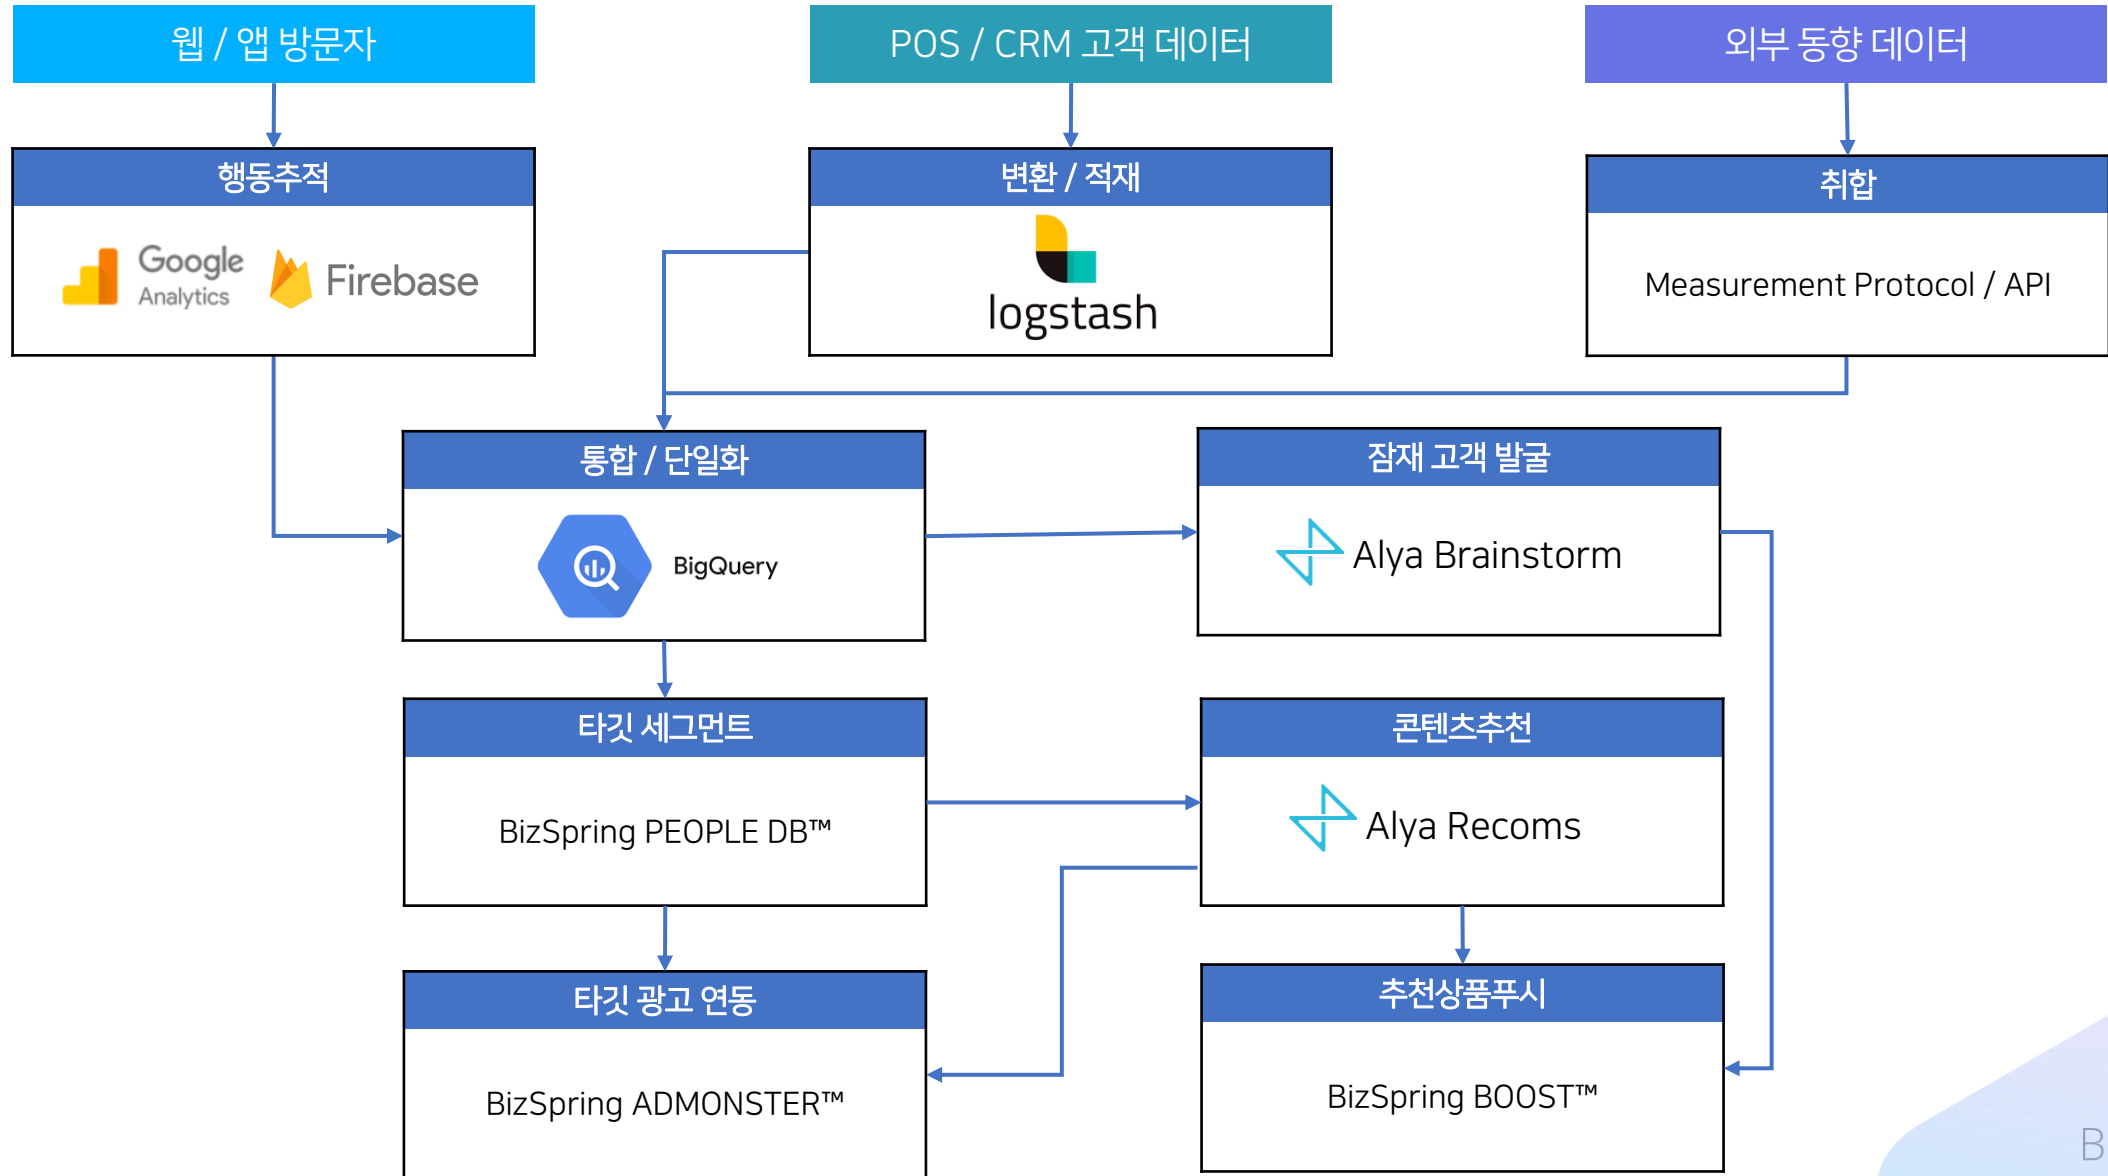 웹 / 앱 방문자
POS / CRM 고객 데이터
외부 동향 데이터
행동추적
Google
Analytics
Firebase
변환 / 적재
logstash
취합
Measurement Protocol / API
통합 / 단일화
BigQuery
잠재 고객 발굴
Alya Brainstorm
타깃 세그먼트
BizSpring PEOPLE DB™
콘텐츠추천
Alya Recoms
타깃 광고 연동
BizSpring ADMONSTER™
추천상품푸시
BizSpring BOOST™
B